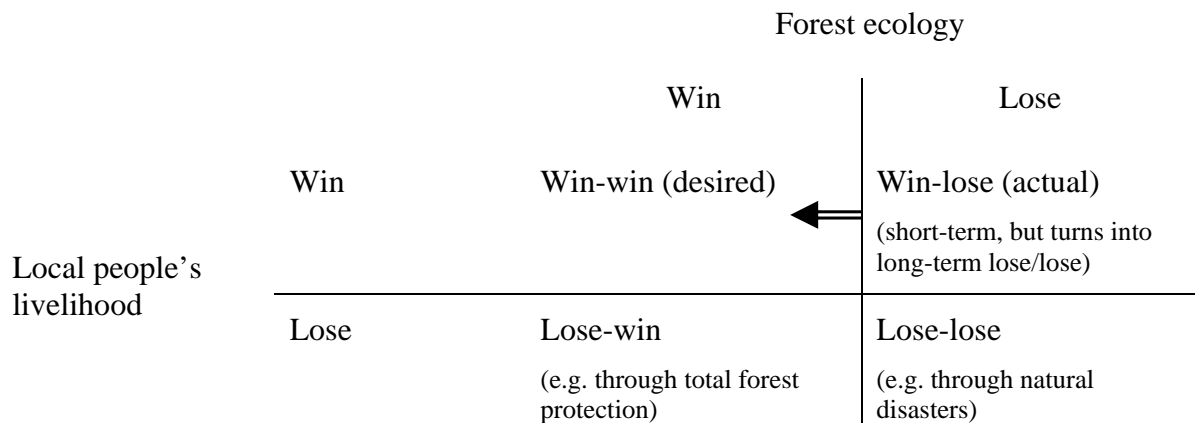 Forest ecology
Win Lose
Win Win-win (desired) Win-lose (actual)
(short-term, but turns into
long-term lose/lose)
Local people’s
livelihood
Lose Lose-win Lose-lose
(e.g. through total forest (e.g. through natural
protection) disasters)